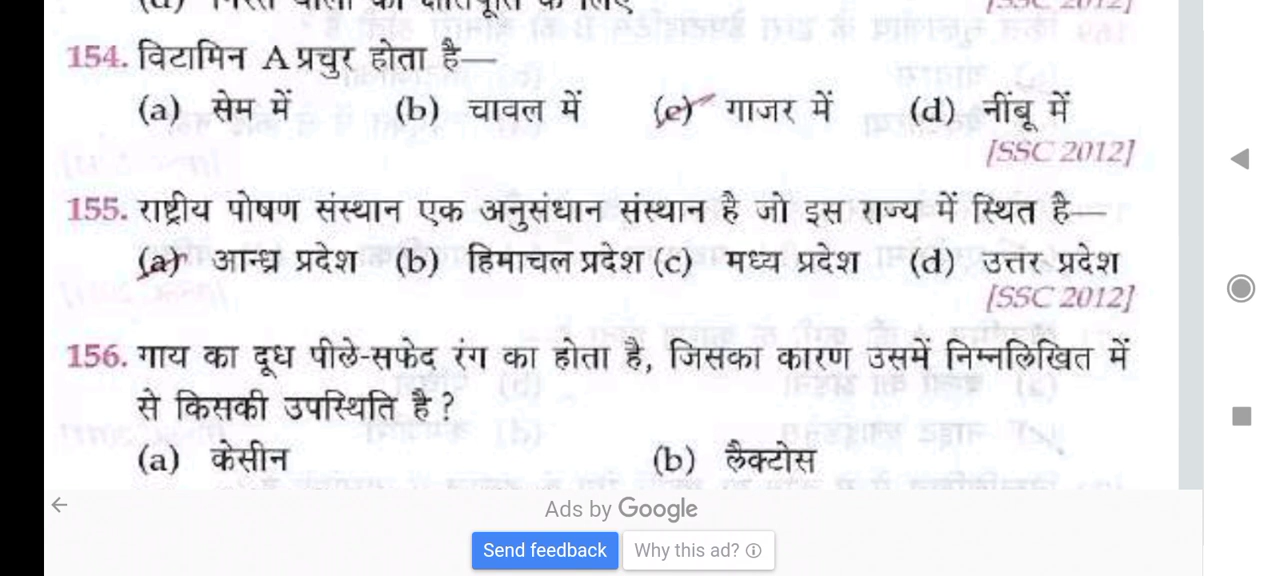 154. विटामिन A प्रचुर होता है—
(a) सेम में (b) चावल में (c) गाजर में (d) नींबू में
[SSC 2012]
155. राष्ट्रीय पोषण संस्थान एक अनुसंधान संस्थान है जो इस राज्य में स्थित है—
(a) आन्ध्र प्रदेश (b) हिमाचल प्रदेश (c) मध्य प्रदेश (d) उत्तर प्रदेश
[SSC 2012]
156. गाय का दूध पीले-सफेद रंग का होता है, जिसका कारण उसमें निम्नलिखित में
से किसकी उपस्थिति है ?
(a) केसीन (b) लैक्टोस
Ads by Google
Send feedback Why this ad?